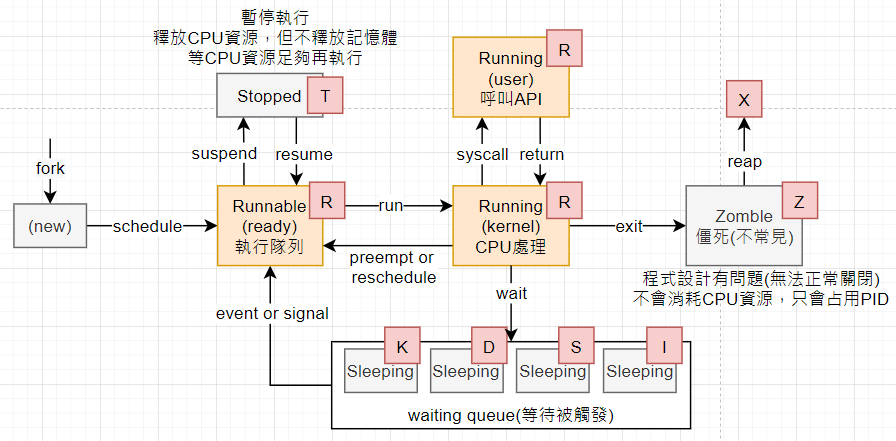 暫停執行
釋放CPU資源，但不釋放記憶體
等CPU資源足夠再執行
Stopped
T
Running
(user)
呼叫API
R
X
suspend
resume
syscall
return
reap
fork
(new)
schedule
Runnable
(ready)
執行隊列
R
run
Running
(kernel)
CPU處理
R
exit
Zomble
僵死(不常見)
Z
preempt or
reschedule
程式設計有問題(無法正常關閉)
不會消耗CPU資源，只會占用PID
wait
event or signal
K
Sleeping
D
Sleeping
S
Sleeping
I
Sleeping
waiting queue(等待被觸發)